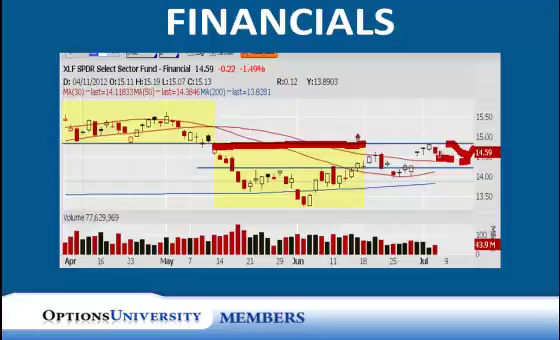 FINANCIALS
XLF SPDR Select Sector Fund - Financial 14.59 -0.22 -1.49%
D: 04/11/2012 O:15.11 H:15.19 L:15.07 C:15.13 R:0.12 Y:13.8903
MA(30) - last=14.11833 MA(50) - last=14.3846 MA(200) - last=13.8281
15.50
15.00
14.59
14.00
13.50
Volume 77,629,969
100
43.9 M
Apr 16 23 May 7 14 21 29 Jun 11 18 25 Jul 9
OPTIONSUNIVERSITY MEMBERS